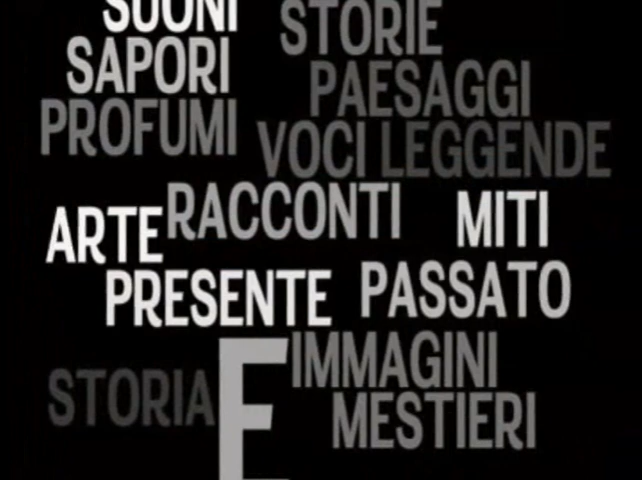 SUONI STORIE
SAPORI
PAESAGGI
PROFUMI
VOCI LEGGENDE
RACCONTI MITI
ARTE
PRESENTE PASSATO
IMMAGINI
STORIA E
MESTIERI